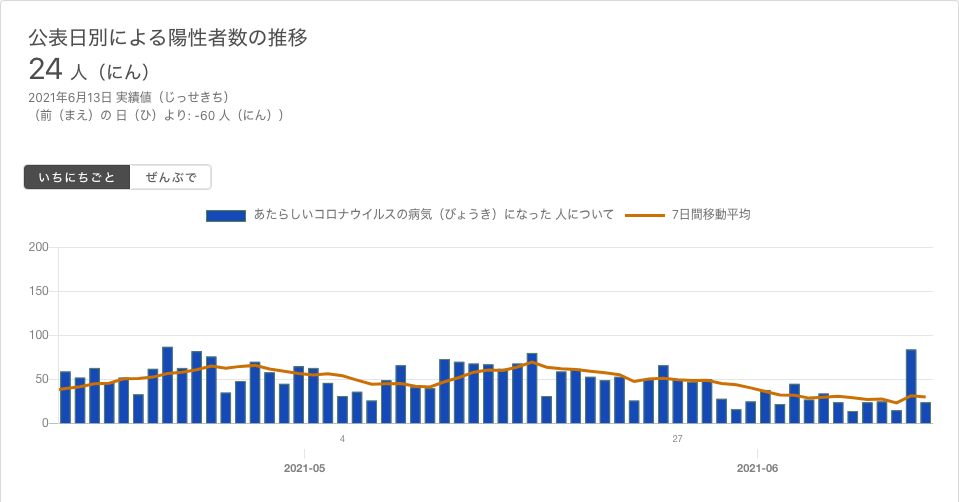 公表日別による陽性者数の推移
24 人（にん）
2021年6月13日 実績値（じっせきち）
（前（まえ）の 日（ひ）より: -60 人（にん））
いちにちごと ぜんぶで
あたらしいコロナウイルスの病気（びょうき）になった 人について 7日間移動平均
200
150
100
50
0
4 27
2021-05 2021-06